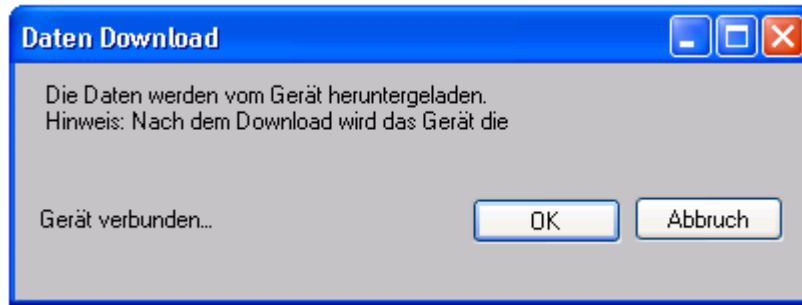 Daten Download
Die Daten werden vom Gerät heruntergeladen.
Hinweis: Nach dem Download wird das Gerät die
Gerät verbunden...
OK
Abbruch